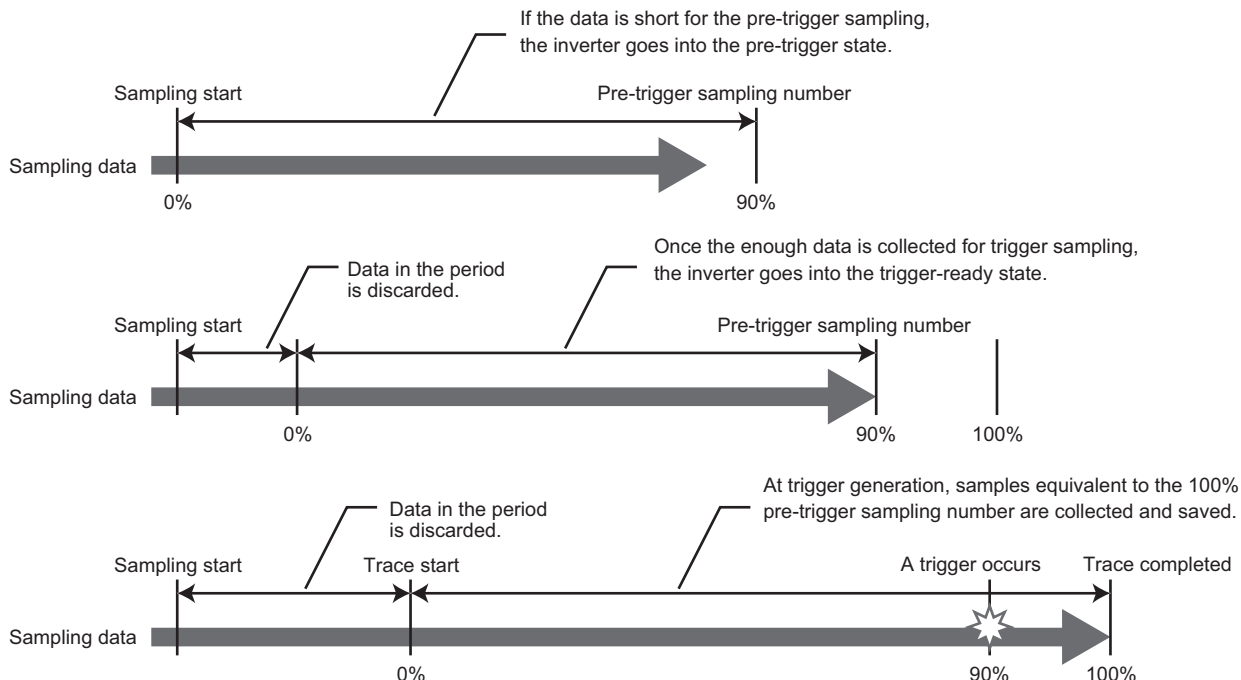 If the data is short for the pre-trigger sampling,
the inverter goes into the pre-trigger state.
Sampling start
Pre-trigger sampling number
Sampling data
0%
90%
Once the enough data is collected for trigger sampling,
the inverter goes into the trigger-ready state.
Data in the period
is discarded.
Sampling start
Pre-trigger sampling number
Sampling data
0%
90%
100%
At trigger generation, samples equivalent to the 100%
pre-trigger sampling number are collected and saved.
Data in the period
is discarded.
Sampling start
Trace start
A trigger occurs
Trace completed
Sampling data
0%
90%
100%